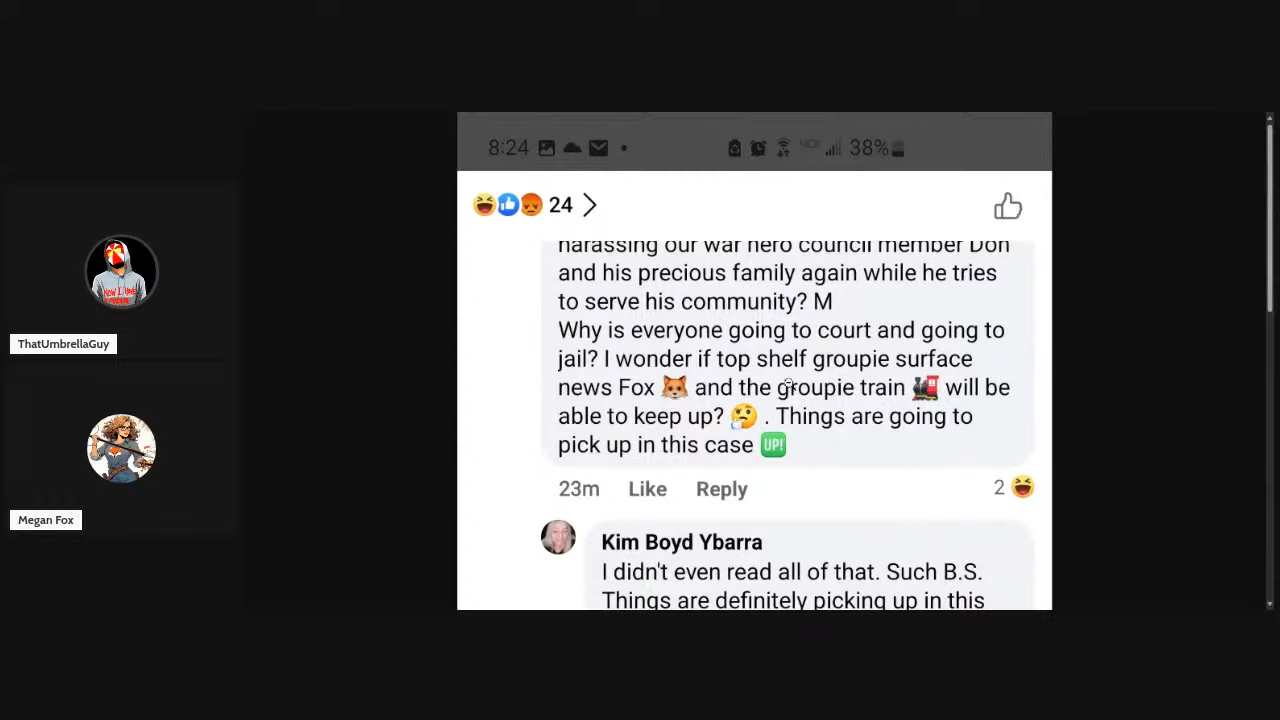 8:24
38%
24
harassing our war hero council member Don
and his precious family again while he tries
to serve his community? M
Why is everyone going to court and going to
jail? I wonder if top shelf groupie surface
news Fox 🦊 and the groupie train 🚂 will be
able to keep up? 🤔 . Things are going to
pick up in this case 🆙
23m Like Reply 2
Kim Boyd Ybarra
I didn't even read all of that. Such B.S.
Things are definitely picking up in this
ThatUmbrellaGuy
Megan Fox